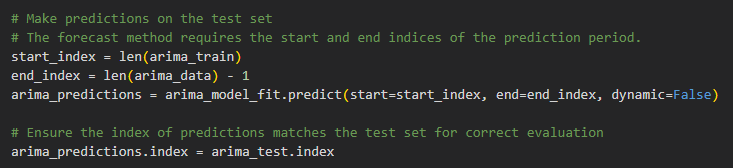 # Make predictions on the test set
# The forecast method requires the start and end indices of the prediction period.
start_index = len(arima_train)
end_index = len(arima_data) - 1
arima_predictions = arima_model_fit.predict(start=start_index, end=end_index, dynamic=False)
# Ensure the index of predictions matches the test set for correct evaluation
arima_predictions.index = arima_test.index